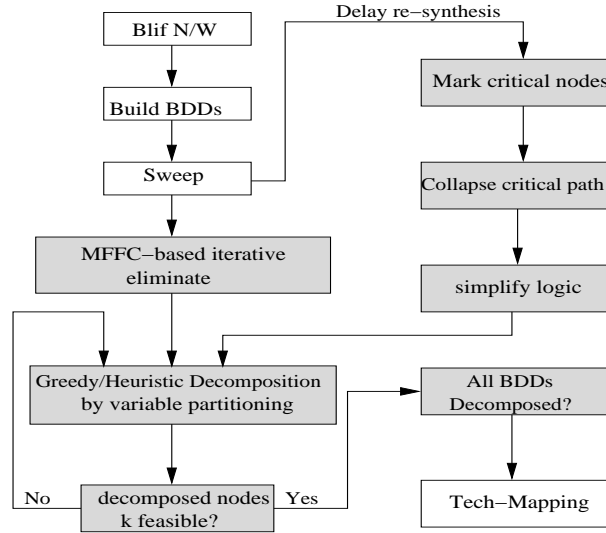 Delay re-synthesis
Blif N/W
Build BDDs
Sweep
MFFC-based iterative
eliminate
Mark critical nodes
Collapse critical path
simplify logic
Greedy/Heuristic Decomposition
by variable partitioning
All BDDs
Decomposed?
No
decomposed nodes
k feasible?
Yes
Tech-Mapping